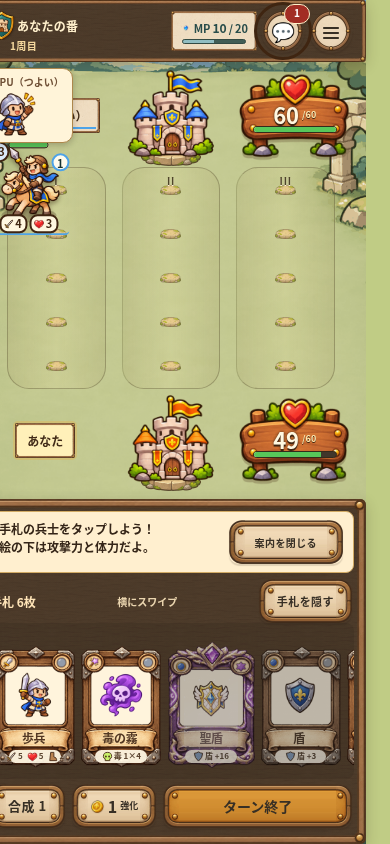 あなたの番
1周目
MP 10 / 20
1
PU（つよい）
い）
60 /60
3
1
4
3
II
III
あなた
49 /60
手札の兵士をタップしよう！
絵の下は攻撃力と体力だよ。
案内を閉じる
札 6枚
横にスワイプ
手札を隠す
歩兵
5 5
毒の霧
毒 1×4
聖盾
盾 +16
盾
盾 +3
合成 1
1 強化
ターン終了